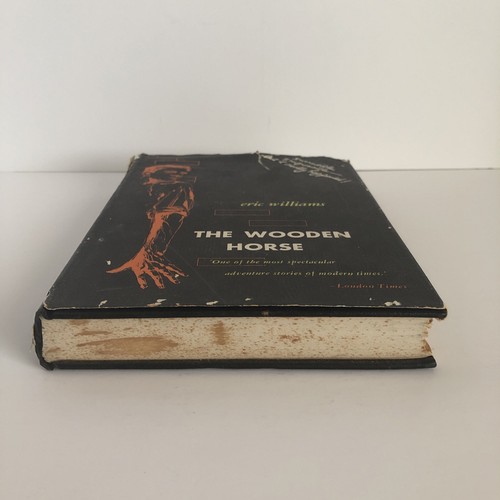 eric williams
THE WOODEN
HORSE
'One of the most spectacular
adventure stories of modern times.'
London Times